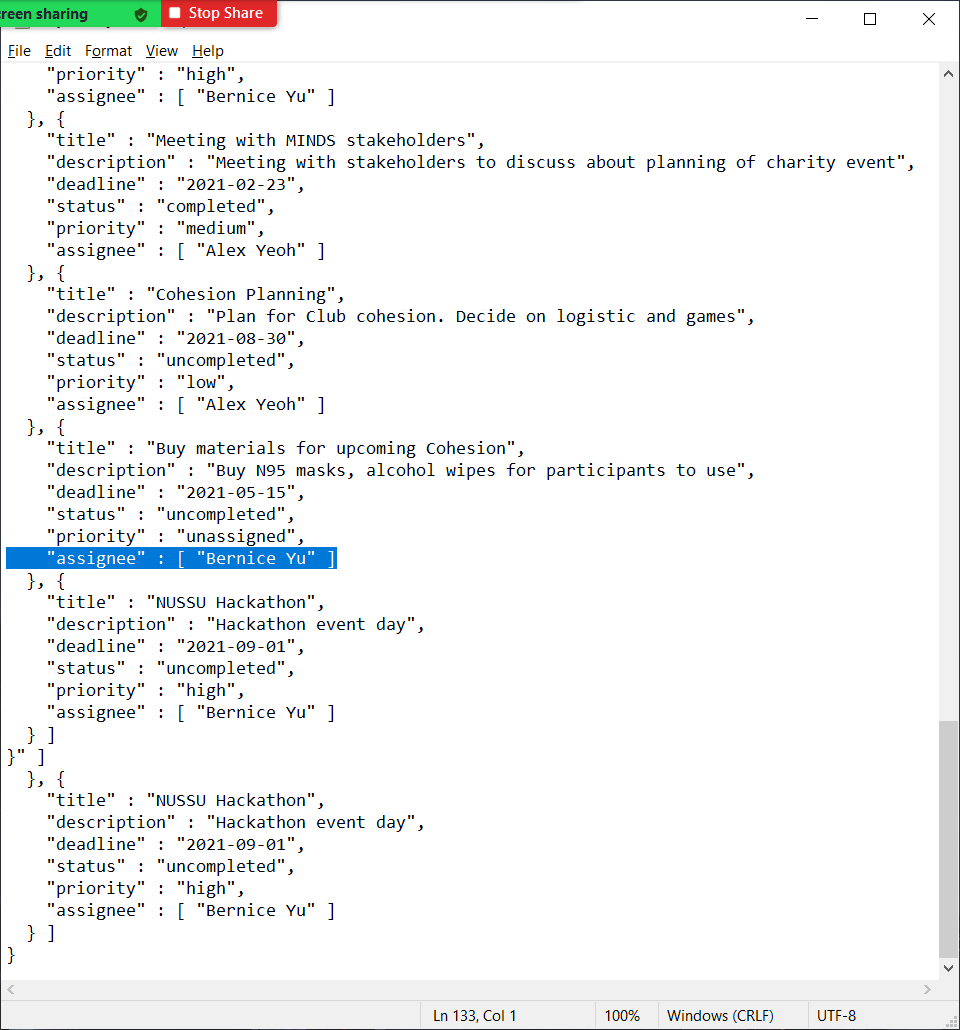 reen sharing Stop Share
File Edit Format View Help
"priority" : "high",
"assignee" : [ "Bernice Yu" ]
}, {
"title" : "Meeting with MINDS stakeholders",
"description" : "Meeting with stakeholders to discuss about planning of charity event",
"deadline" : "2021-02-23",
"status" : "completed",
"priority" : "medium",
"assignee" : [ "Alex Yeoh" ]
}, {
"title" : "Cohesion Planning",
"description" : "Plan for Club cohesion. Decide on logistic and games",
"deadline" : "2021-08-30",
"status" : "uncompleted",
"priority" : "low",
"assignee" : [ "Alex Yeoh" ]
}, {
"title" : "Buy materials for upcoming Cohesion",
"description" : "Buy N95 masks, alcohol wipes for participants to use",
"deadline" : "2021-05-15",
"status" : "uncompleted",
"priority" : "unassigned",
"assignee" : [ "Bernice Yu" ]
}, {
"title" : "NUSSU Hackathon",
"description" : "Hackathon event day",
"deadline" : "2021-09-01",
"status" : "uncompleted",
"priority" : "high",
"assignee" : [ "Bernice Yu" ]
} ]
}" ]
}, {
"title" : "NUSSU Hackathon",
"description" : "Hackathon event day",
"deadline" : "2021-09-01",
"status" : "uncompleted",
"priority" : "high",
"assignee" : [ "Bernice Yu" ]
} ]
}
Ln 133, Col 1 100% Windows (CRLF) UTF-8